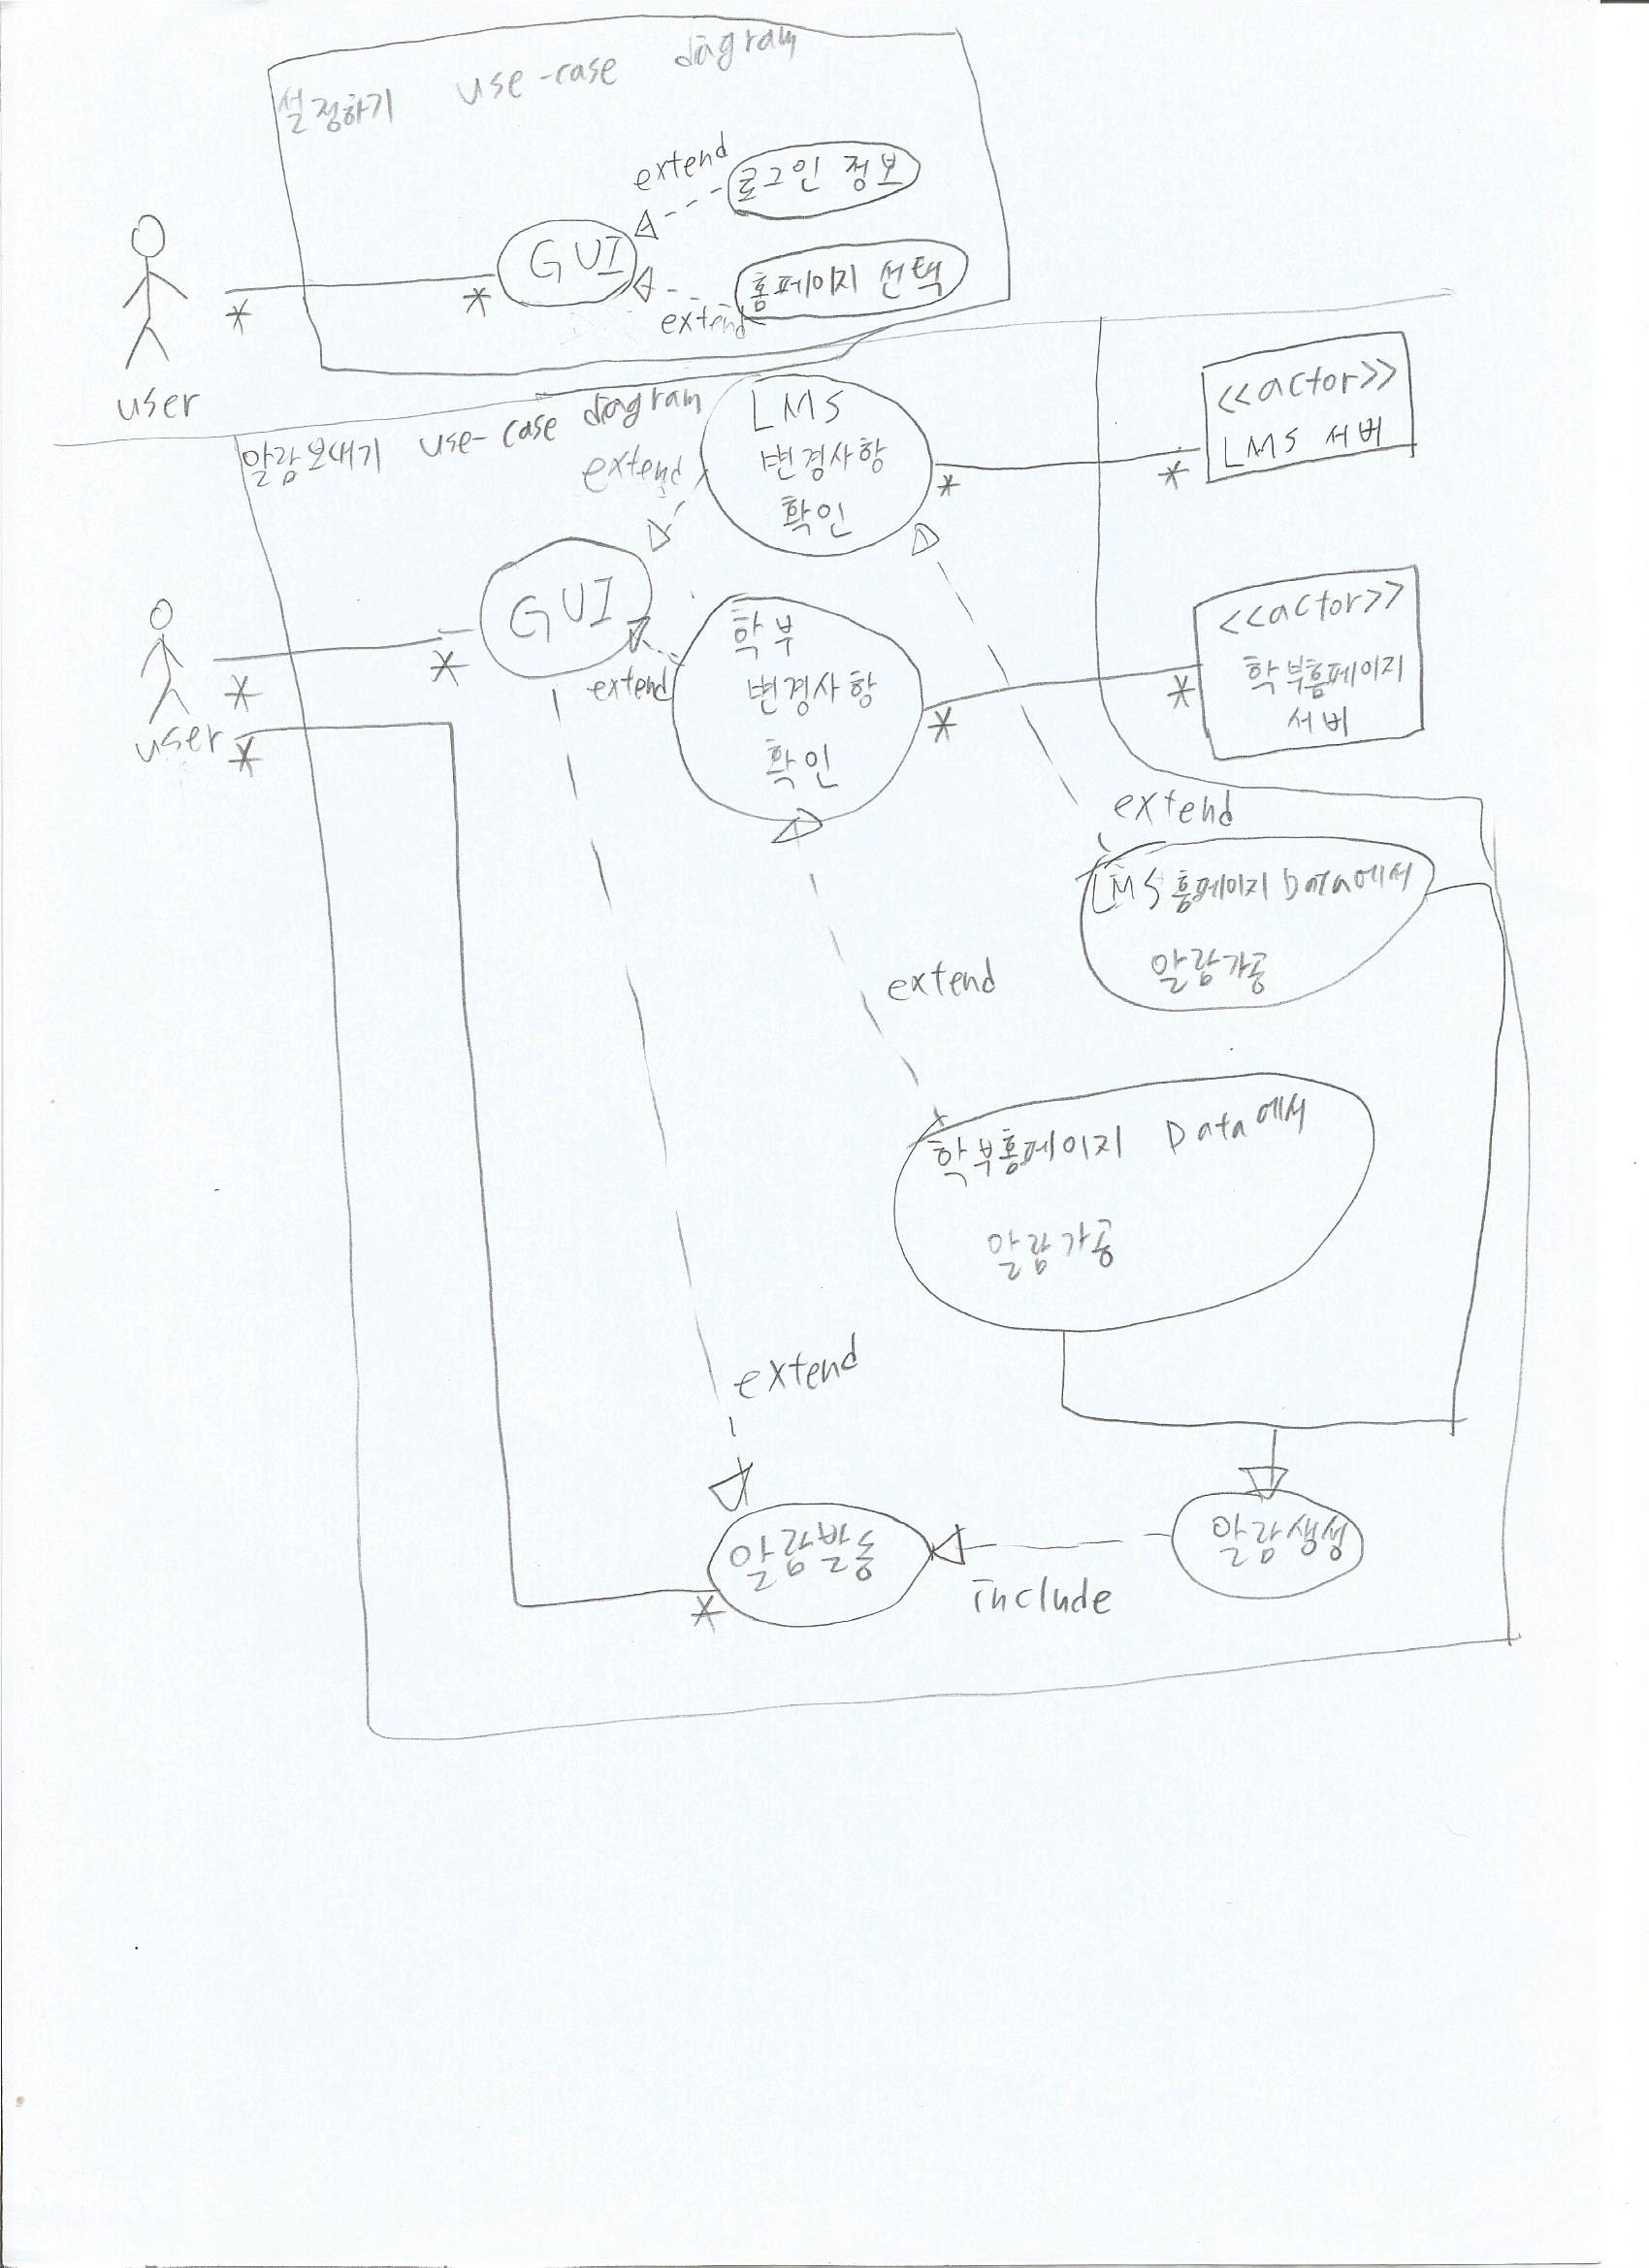 설정하기 use-case diagram
extend
로그인 정보
GUI
홈페이지 선택
extend
*
*
user
알람보내기 use-case diagram
LMS
변경사항
확인
extend
<<actor>>
LMS 서버
*
*
GUI
학부
변경사항
확인
extend
<<actor>>
학부홈페이지
서버
*
*
*
*
user
*
extend
LMS 홈페이지 Data에서
알람가공
extend
학부홈페이지 Data에서
알람가공
extend
알람발동
알람생성
include
*